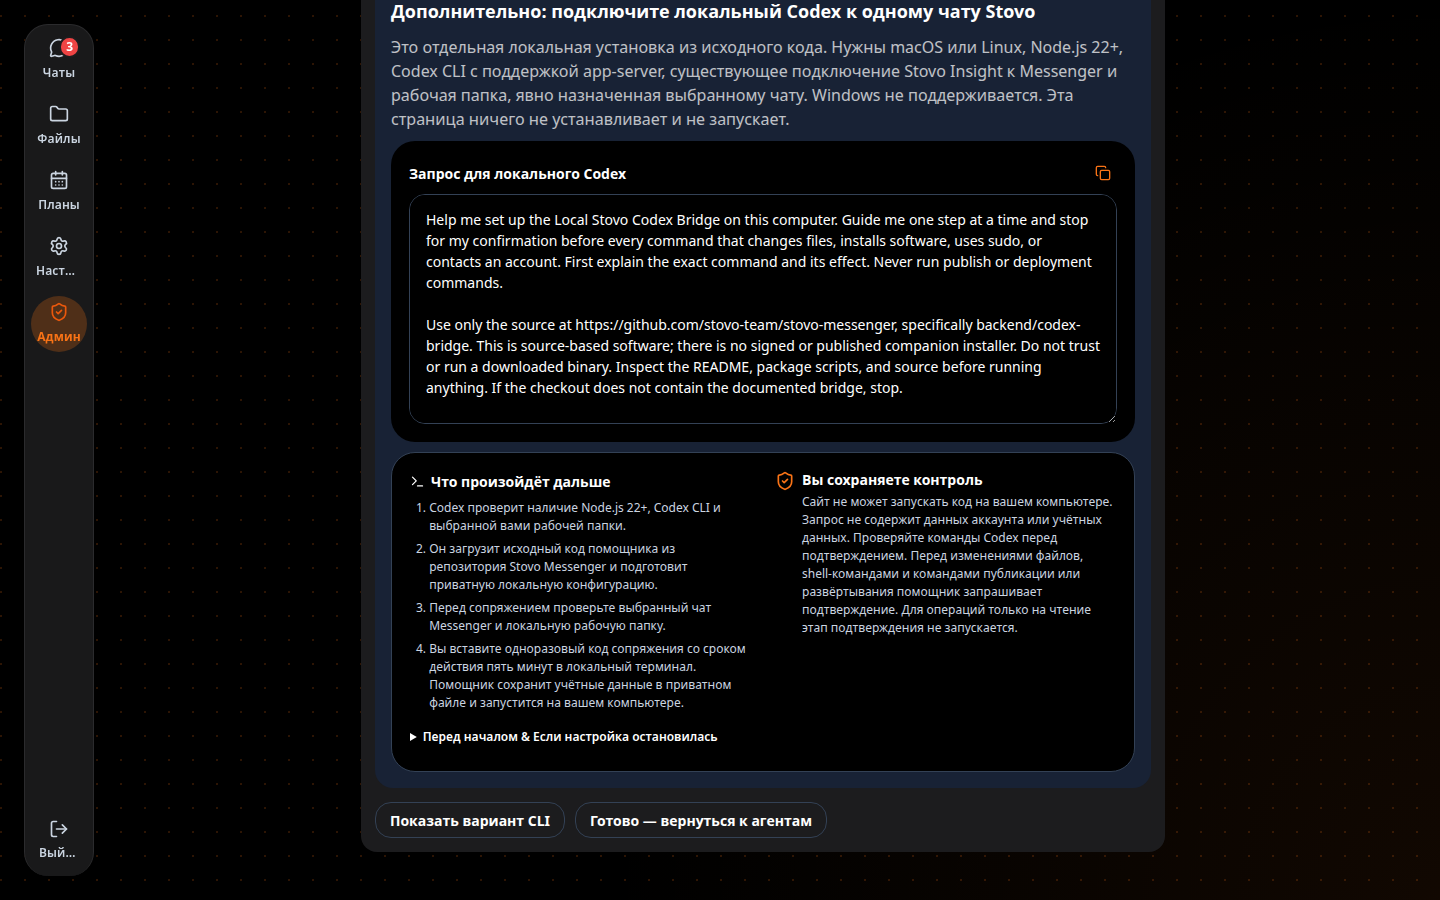 3
Чаты
Файлы
Планы
Наст...
Админ
Вый...
Дополнительно: подключите локальный Codex к одному чату Stovo
Это отдельная локальная установка из исходного кода. Нужны macOS или Linux, Node.js 22+,
Codex CLI с поддержкой app-server, существующее подключение Stovo Insight к Messenger и
рабочая папка, явно назначенная выбранному чату. Windows не поддерживается. Эта
страница ничего не устанавливает и не запускает.
Запрос для локального Codex
Help me set up the Local Stovo Codex Bridge on this computer. Guide me one step at a time and stop
for my confirmation before every command that changes files, installs software, uses sudo, or
contacts an account. First explain the exact command and its effect. Never run publish or deployment
commands.
Use only the source at https://github.com/stovo-team/stovo-messenger, specifically backend/codex-
bridge. This is source-based software; there is no signed or published companion installer. Do not trust
or run a downloaded binary. Inspect the README, package scripts, and source before running
anything. If the checkout does not contain the documented bridge, stop.
Что произойдёт дальше
1. Codex проверит наличие Node.js 22+, Codex CLI и
выбранной вами рабочей папки.
2. Он загрузит исходный код помощника из
репозитория Stovo Messenger и подготовит
приватную локальную конфигурацию.
3. Перед сопряжением проверьте выбранный чат
Messenger и локальную рабочую папку.
4. Вы вставите одноразовый код сопряжения со сроком
действия пять минут в локальный терминал.
Помощник сохранит учётные данные в приватном
файле и запустится на вашем компьютере.
Вы сохраняете контроль
Сайт не может запускать код на вашем компьютере.
Запрос не содержит данных аккаунта или учётных
данных. Проверяйте команды Codex перед
подтверждением. Перед изменениями файлов,
shell-командами и командами публикации или
развёртывания помощник запрашивает
подтверждение. Для операций только на чтение
этап подтверждения не запускается.
Перед началом & Если настройка остановилась
Показать вариант CLI
Готово — вернуться к агентам